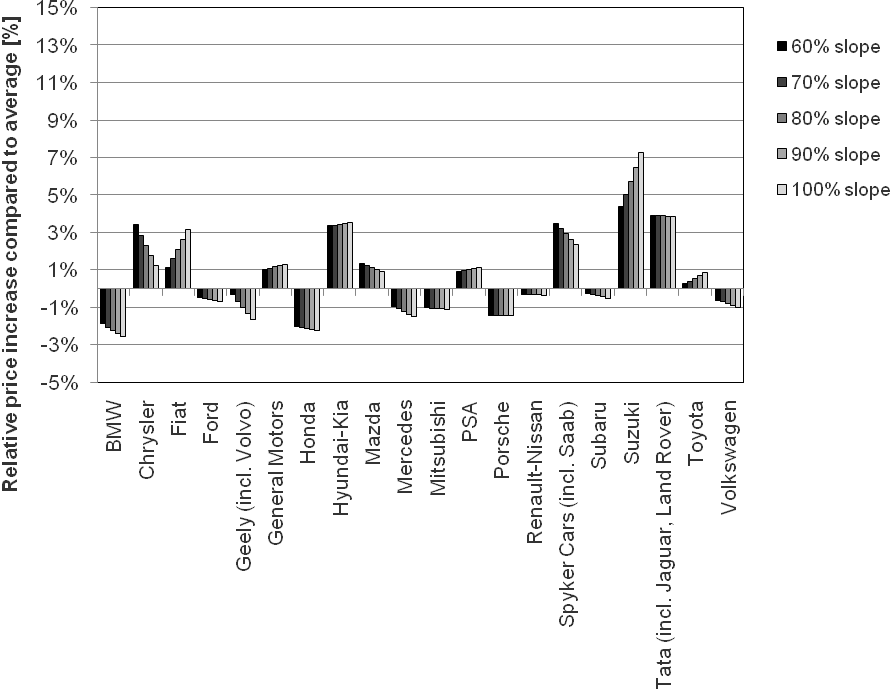 Relative price increase compared to average [%]
15%
13%
11%
9%
7%
5%
3%
1%
-1%
-3%
-5%
BMW
Chrysler
Fiat
Ford
Geely (incl. Volvo)
General Motors
Honda
Hyundai-Kia
Mazda
Mercedes
Mitsubishi
PSA
Porsche
Renault-Nissan
Spyker Cars (incl. Saab)
Subaru
Suzuki
Tata (incl. Jaguar, Land Rover)
Toyota
Volkswagen
60% slope
70% slope
80% slope
90% slope
100% slope